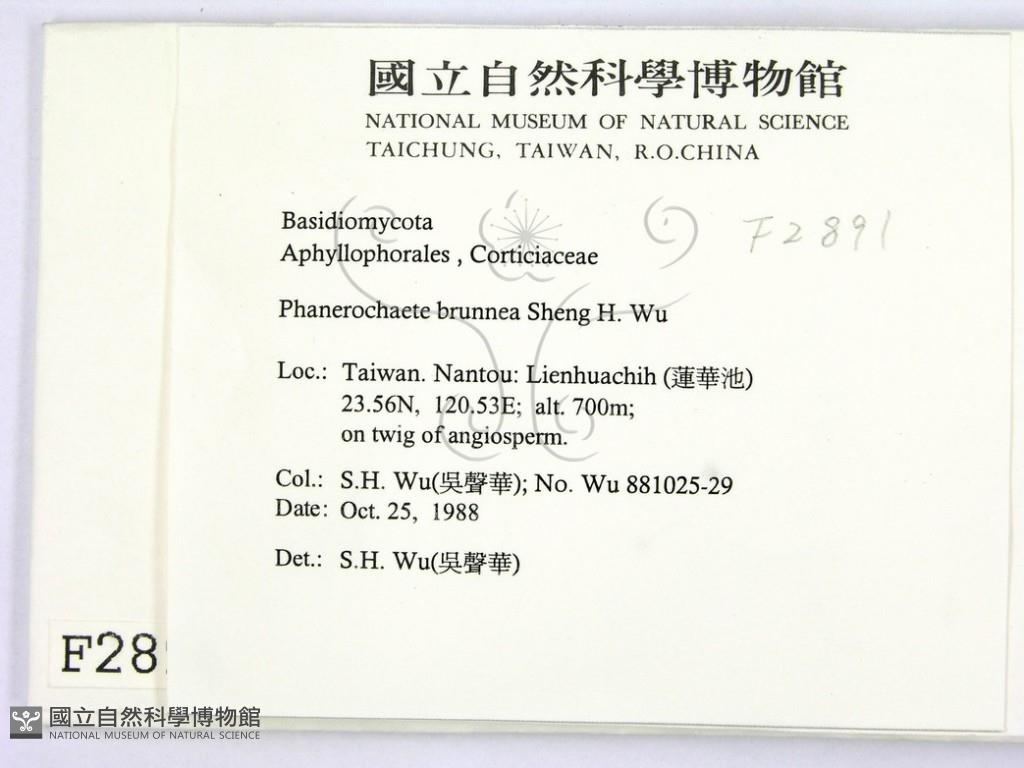 國立自然科學博物館
NATIONAL MUSEUM OF NATURAL SCIENCE
TAICHUNG, TAIWAN, R.O.CHINA
F2891
Basidiomycota
Aphyllophorales , Corticiaceae
Phanerochaete brunnea Sheng H. Wu
Loc.: Taiwan. Nantou: Lienhuachih (蓮華池)
23.56N, 120.53E; alt. 700m;
on twig of angiosperm.
Col.: S.H. Wu(吳聲華); No. Wu 881025-29
Date: Oct. 25, 1988
Det.: S.H. Wu(吳聲華)
F28
國立自然科學博物館
NATIONAL MUSEUM OF NATURAL SCIENCE